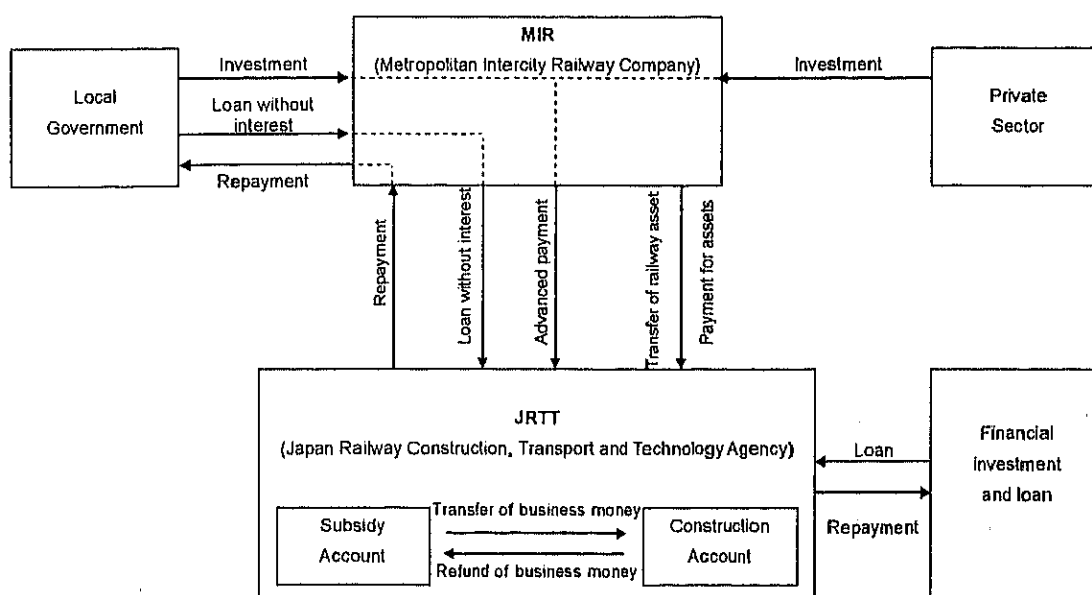 MIR
(Metropolitan Intercity Railway Company)
Local
Government
Investment
Loan without
interest
Repayment
Investment
Private
Sector
Repayment
Loan without interest
Advanced payment
Transfer of railway asset
Payment for assets
JRTT
(Japan Railway Construction, Transport and Technology Agency)
Subsidy
Account
Transfer of business money
Refund of business money
Construction
Account
Loan
Repayment
Financial
investment
and loan